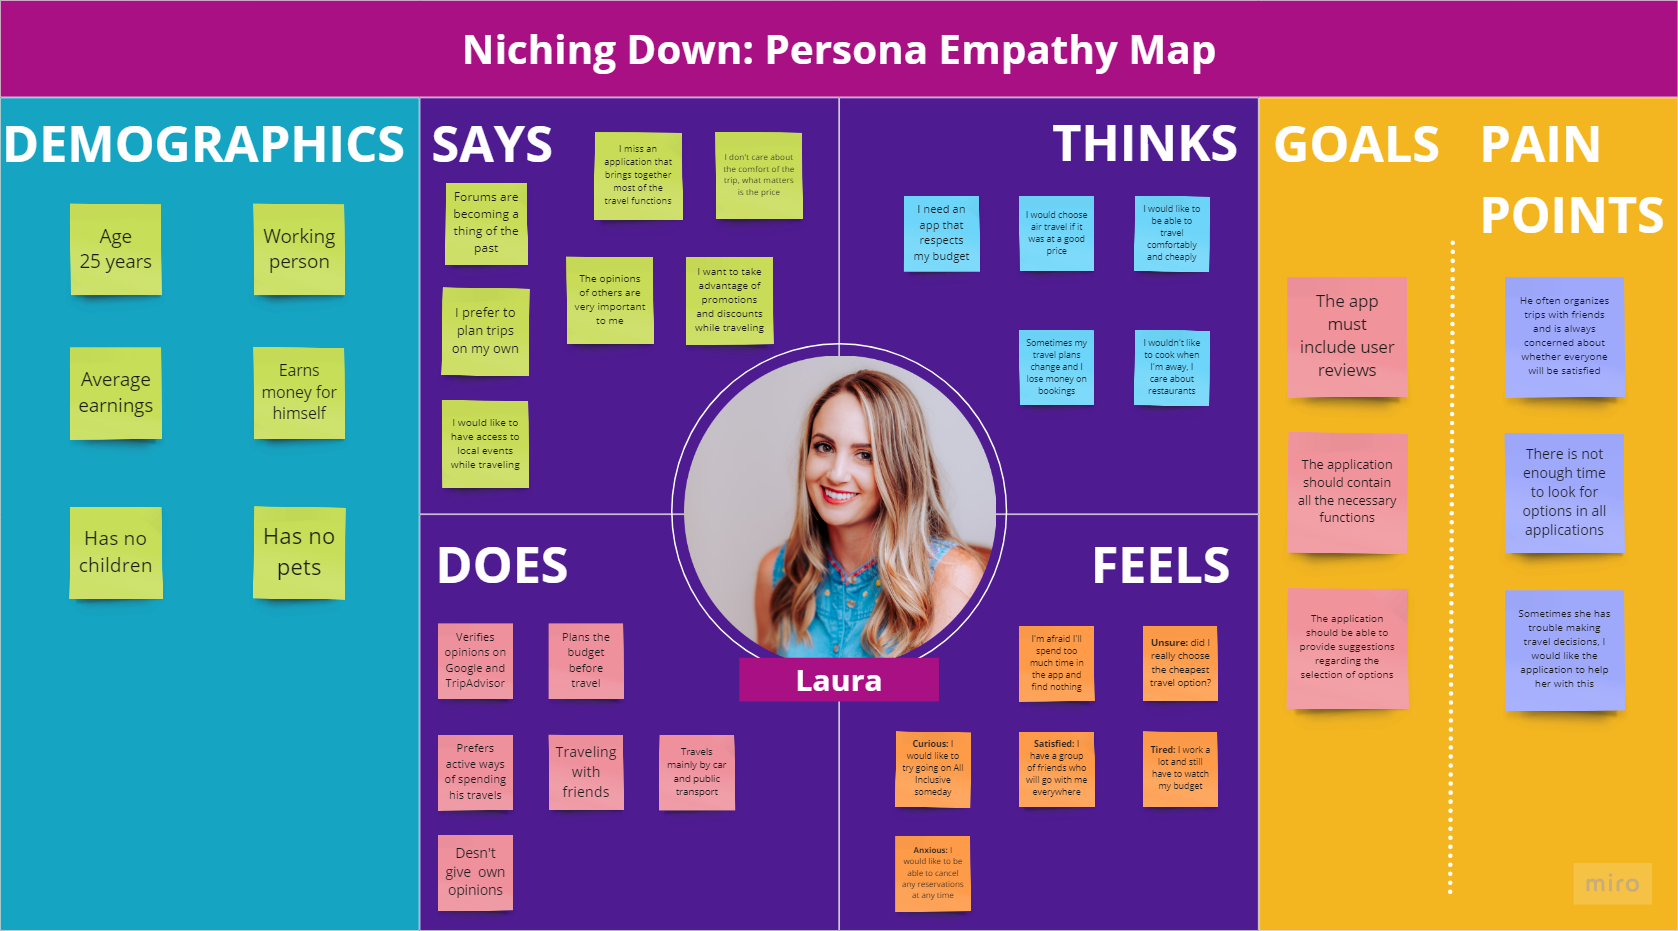 Niching Down: Persona Empathy Map
DEMOGRAPHICS
Age
25 years
Working
person
Average
earnings
Earns
money for
himself
Has no
children
Has no
pets
SAYS
Forums are
becoming a
thing of the
past
I miss an
application that
brings together
most of the
travel functions
I don't care about
the comfort of the
trip, what matters
is the price
I prefer to
plan trips
on my own
The opinions
of others are
very important
to me
I want to take
advantage of
promotions
and discounts
while traveling
I would like to
have access to
local events
while traveling
THINKS
I need an
app that
respects
my budget
I would choose
air travel if it
was at a good
price
I would like to
be able to
travel
comfortably
and cheaply
Sometimes my
travel plans
change and I
lose money on
bookings
I wouldn't like
to cook when
I'm away, I
care about
restaurants
Laura
DOES
Verifies
opinions on
Google and
TripAdvisor
Plans the
budget
before
travel
Prefers
active ways
of spending
his travels
Traveling
with
friends
Travels
mainly by car
and public
transport
Desn't
give own
opinions
FEELS
I'm afraid I'll
spend too
much time in
the app and
find nothing
Unsure: did I
really choose
the cheapest
travel option?
Curious: I
would like to
try going on All
Inclusive
someday
Satisfied: I
have a group
of friends who
will go with me
everywhere
Tired: I work a
lot and still
have to watch
my budget
Anxious: I
would like to be
able to cancel
any reservations
at any time
GOALS
The app
must
include user
reviews
The application
should contain
all the necessary
functions
The application
should be able to
provide suggestions
regarding the
selection of options
PAIN
POINTS
He often organizes
trips with friends
and is always
concerned about
whether everyone
will be satisfied
There is not
enough time
to look for
options in all
applications
Sometimes she has
trouble making
travel decisions, I
would like the
application to help
her with this
miro